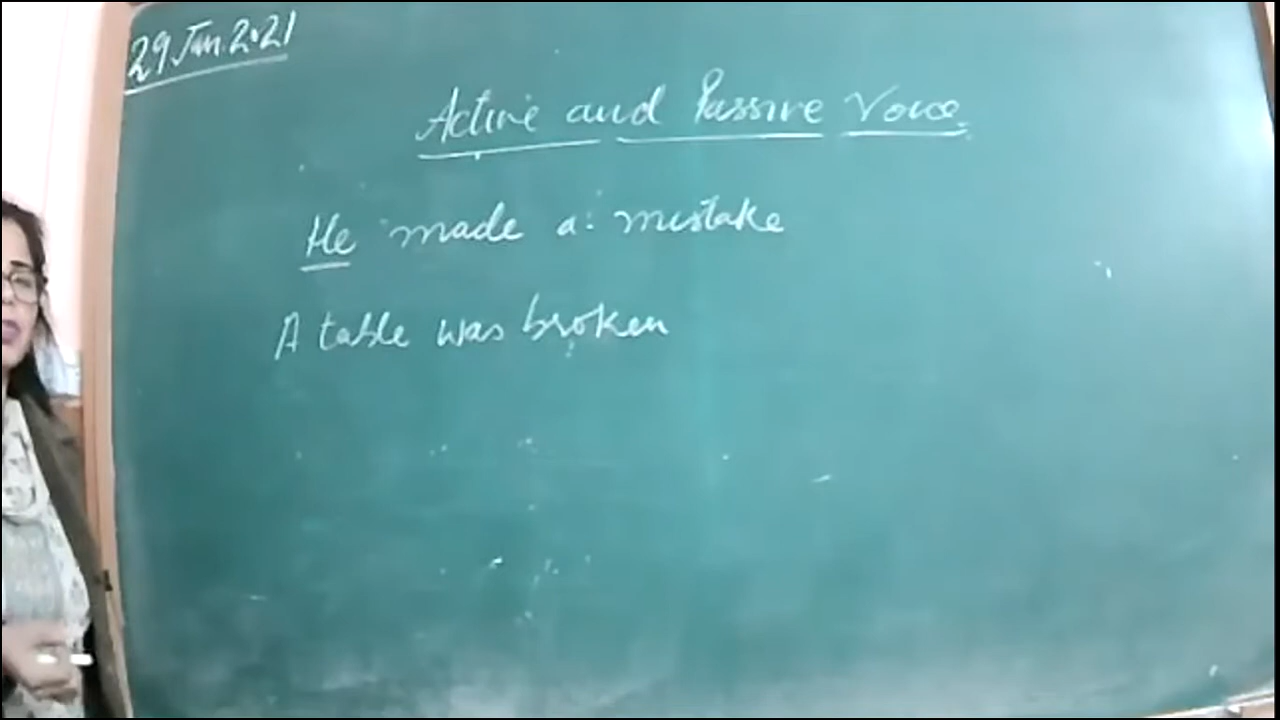 29 Jan 2021
Active and Passive Voice.
He made a mistake
A table was broken